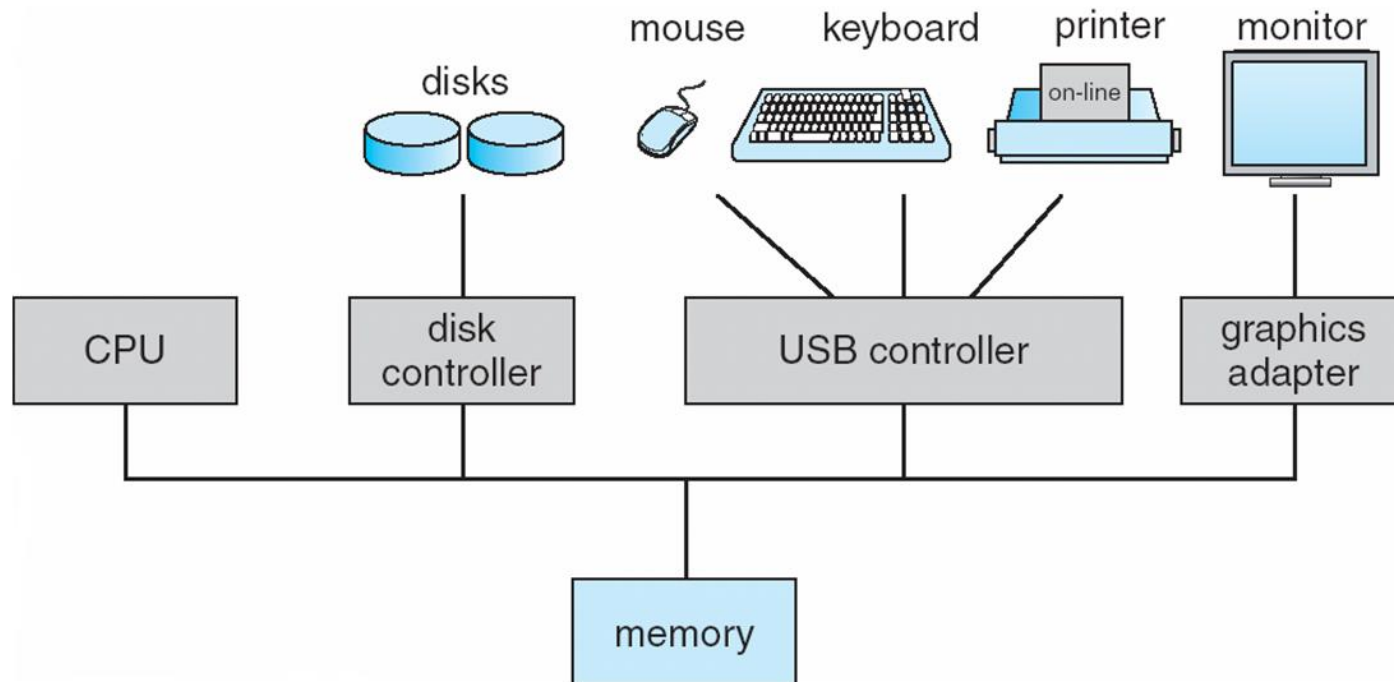 mouse
keyboard
printer
monitor
disks
on-line
CPU
disk
controller
USB controller
graphics
adapter
memory